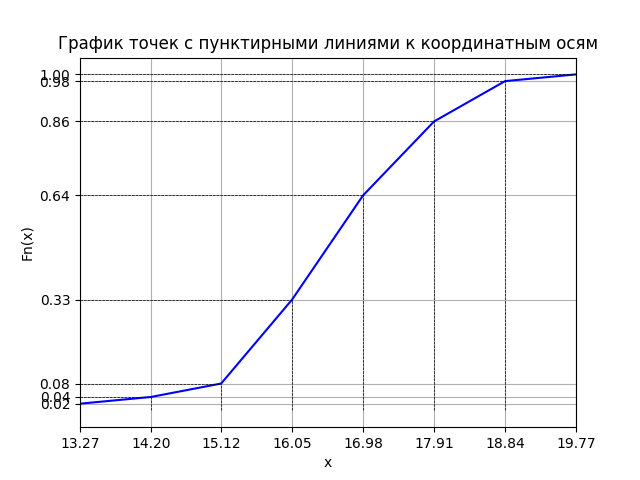 График точек с пунктирными линиями к координатным осям
1.00
0.98
0.86
0.64
0.33
0.08
0.04
0.02
Fn(x)
13.27 14.20 15.12 16.05 16.98 17.91 18.84 19.77
x